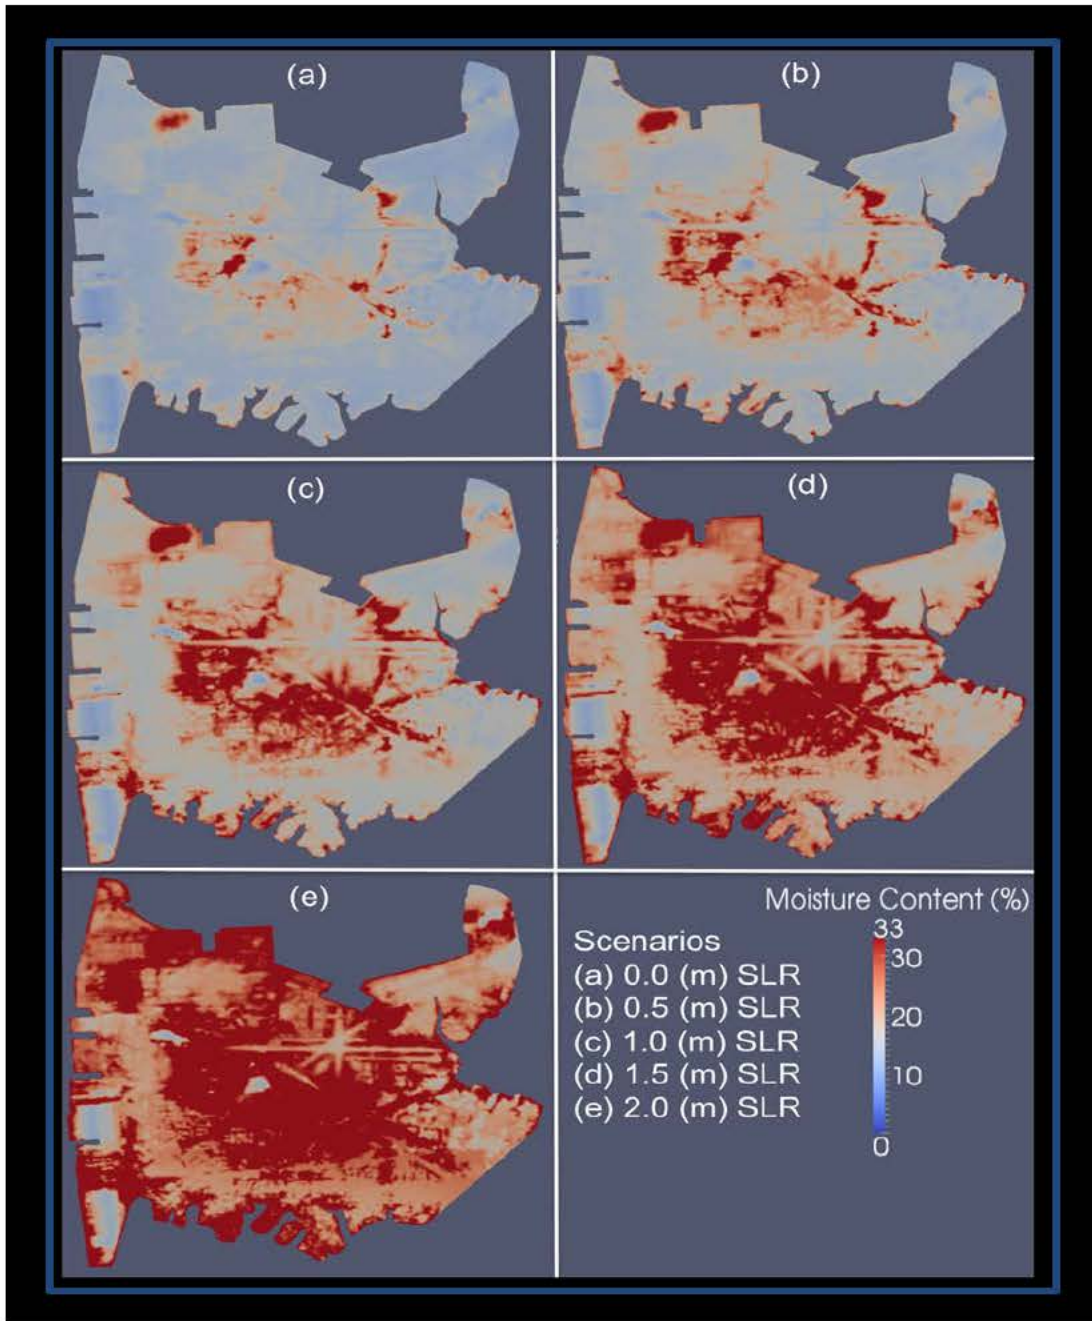 (a)
(b)
(c)
(d)
(e)
Moisture Content (%)
33
30
20
10
0
Scenarios
(a) 0.0 (m) SLR
(b) 0.5 (m) SLR
(c) 1.0 (m) SLR
(d) 1.5 (m) SLR
(e) 2.0 (m) SLR